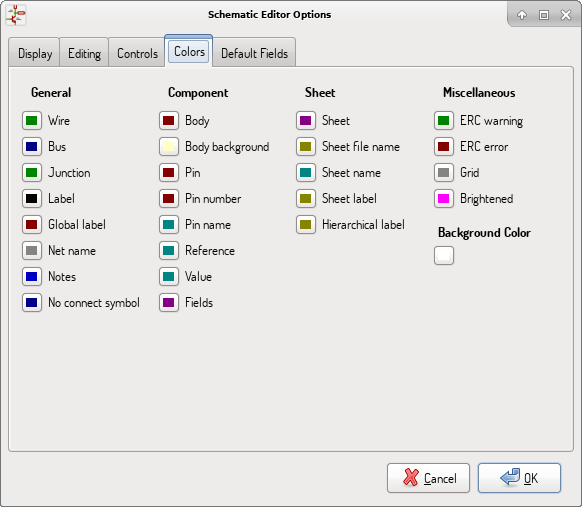 Schematic Editor Options
Display Editing Controls Colors Default Fields
General Component Sheet Miscellaneous
Wire Body Sheet ERC warning
Bus Body background Sheet file name ERC error
Junction Pin Sheet name Grid
Label Pin number Sheet label Brightened
Global label Pin name Hierarchical label Background Color
Net name Reference
Notes Value
No connect symbol Fields
Cancel OK